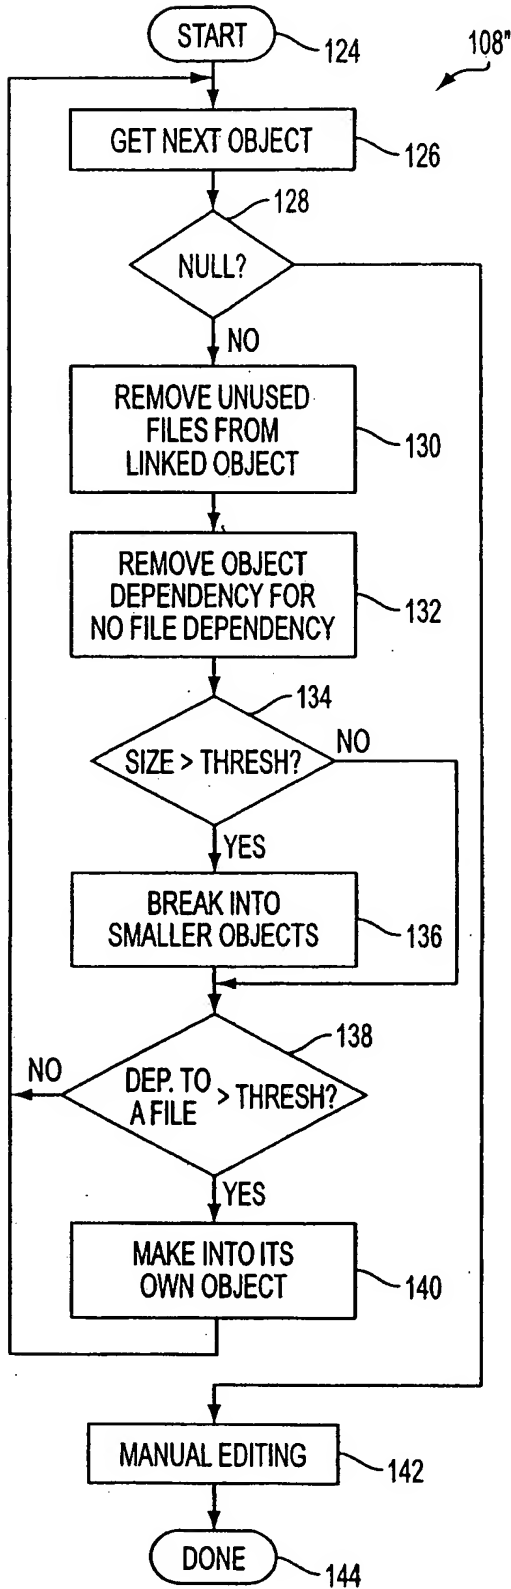 START
124
108"
GET NEXT OBJECT
126
128
NULL?
NO
REMOVE UNUSED
FILES FROM
LINKED OBJECT
130
REMOVE OBJECT
DEPENDENCY FOR
NO FILE DEPENDENCY
132
134
SIZE > THRESH?
NO
YES
BREAK INTO
SMALLER OBJECTS
136
138
NO
DEP. TO
A FILE > THRESH?
YES
MAKE INTO ITS
OWN OBJECT
140
MANUAL EDITING
142
DONE
144